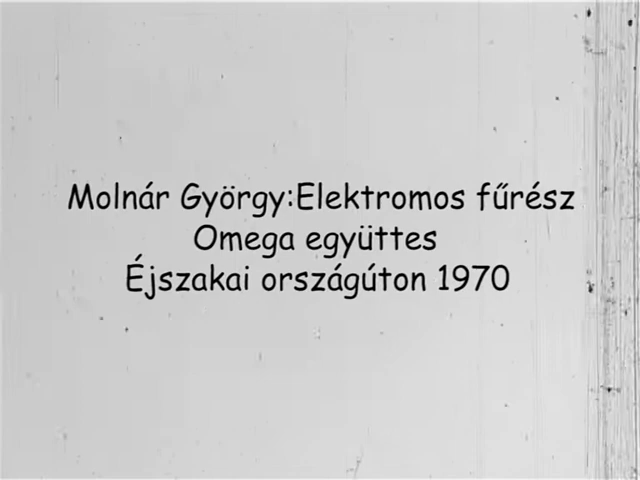 Molnár György:Elektromos fűrész
Omega együttes
Éjszakai országúton 1970